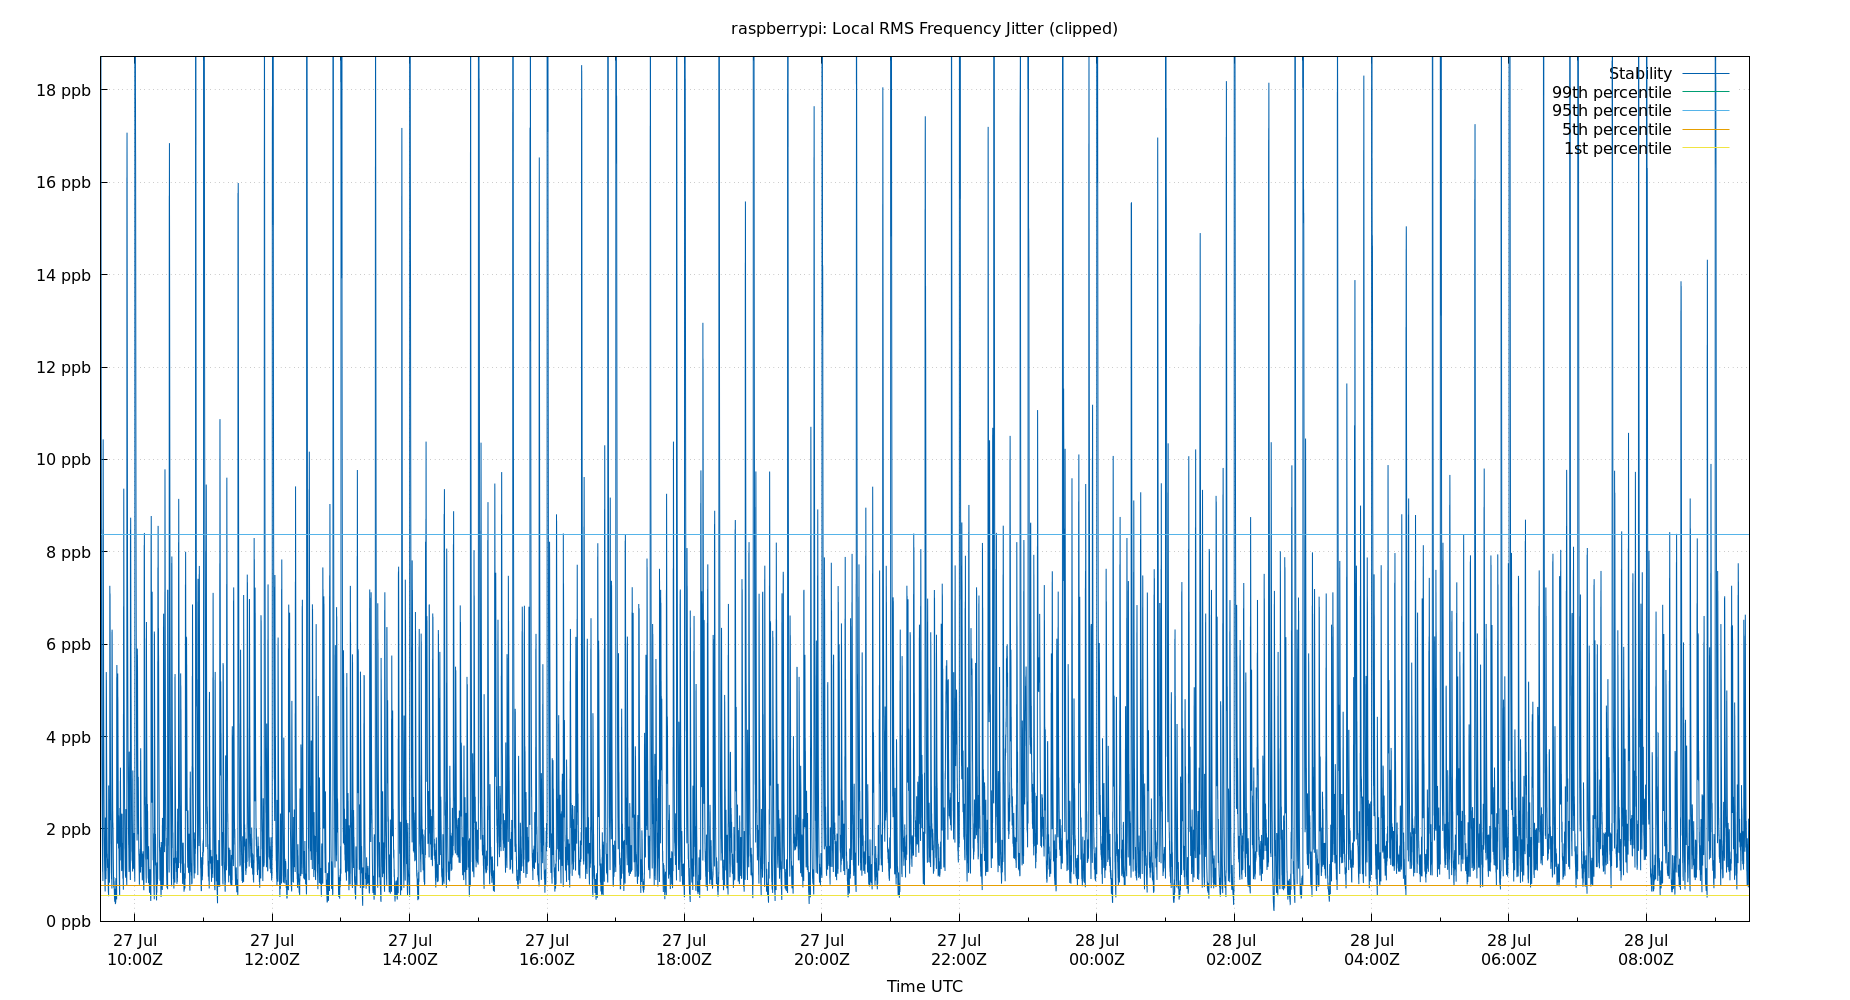 raspberrypi: Local RMS Frequency Jitter (clipped)
Stability
99th percentile
95th percentile
5th percentile
1st percentile
18 ppb
16 ppb
14 ppb
12 ppb
10 ppb
8 ppb
6 ppb
4 ppb
2 ppb
0 ppb
27 Jul 27 Jul 27 Jul 27 Jul 27 Jul 27 Jul 27 Jul 28 Jul 28 Jul 28 Jul 28 Jul 28 Jul
10:00Z 12:00Z 14:00Z 16:00Z 18:00Z 20:00Z 22:00Z 00:00Z 02:00Z 04:00Z 06:00Z 08:00Z
Time UTC